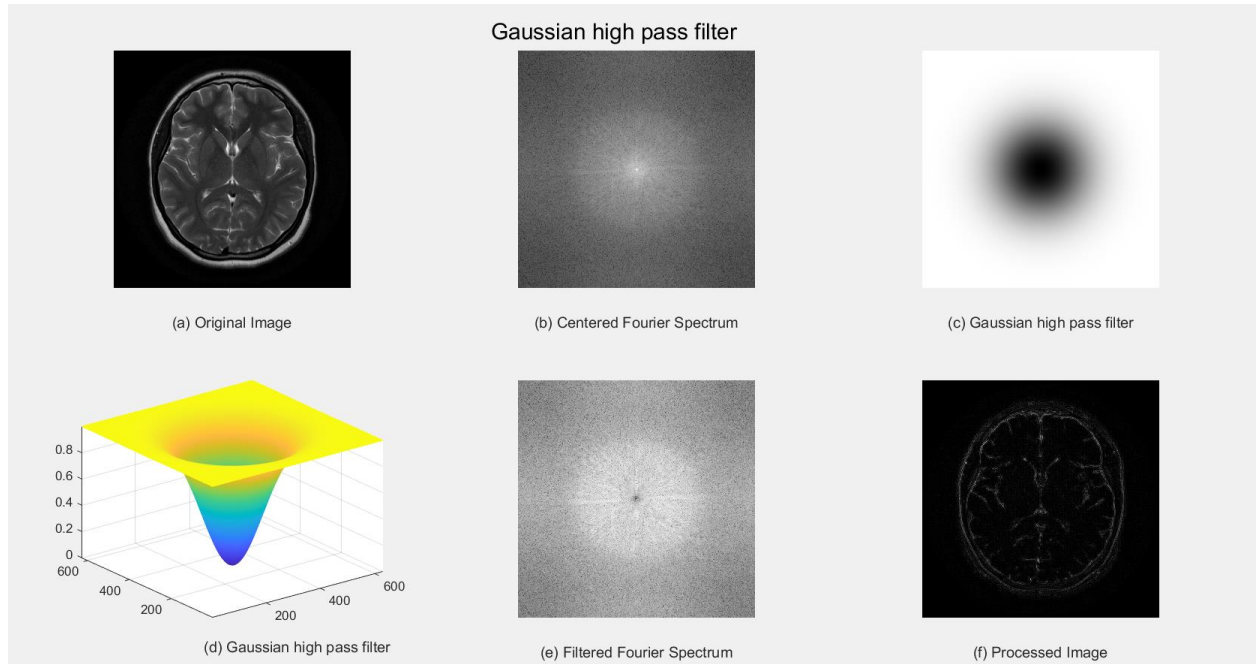 Gaussian high pass filter
(a) Original Image
(b) Centered Fourier Spectrum
(c) Gaussian high pass filter
0.8
0.6
0.4
0.2
0
600
400
200
200
400
600
(d) Gaussian high pass filter
(e) Filtered Fourier Spectrum
(f) Processed Image